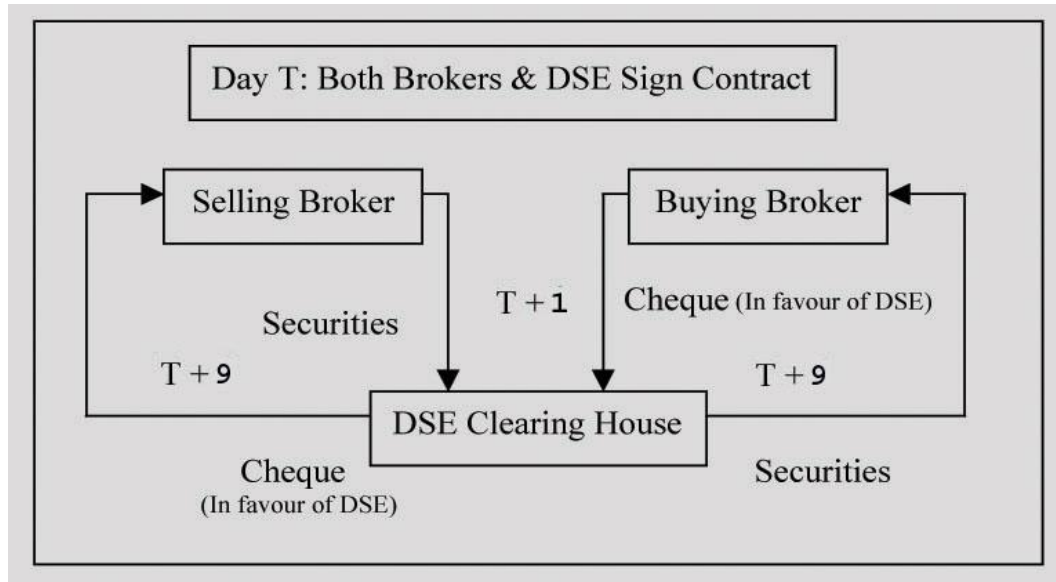 Day T: Both Brokers & DSE Sign Contract
Selling Broker
Buying Broker
T + 1
Cheque (In favour of DSE)
Securities
T + 9
T + 9
DSE Clearing House
Cheque
(In favour of DSE)
Securities